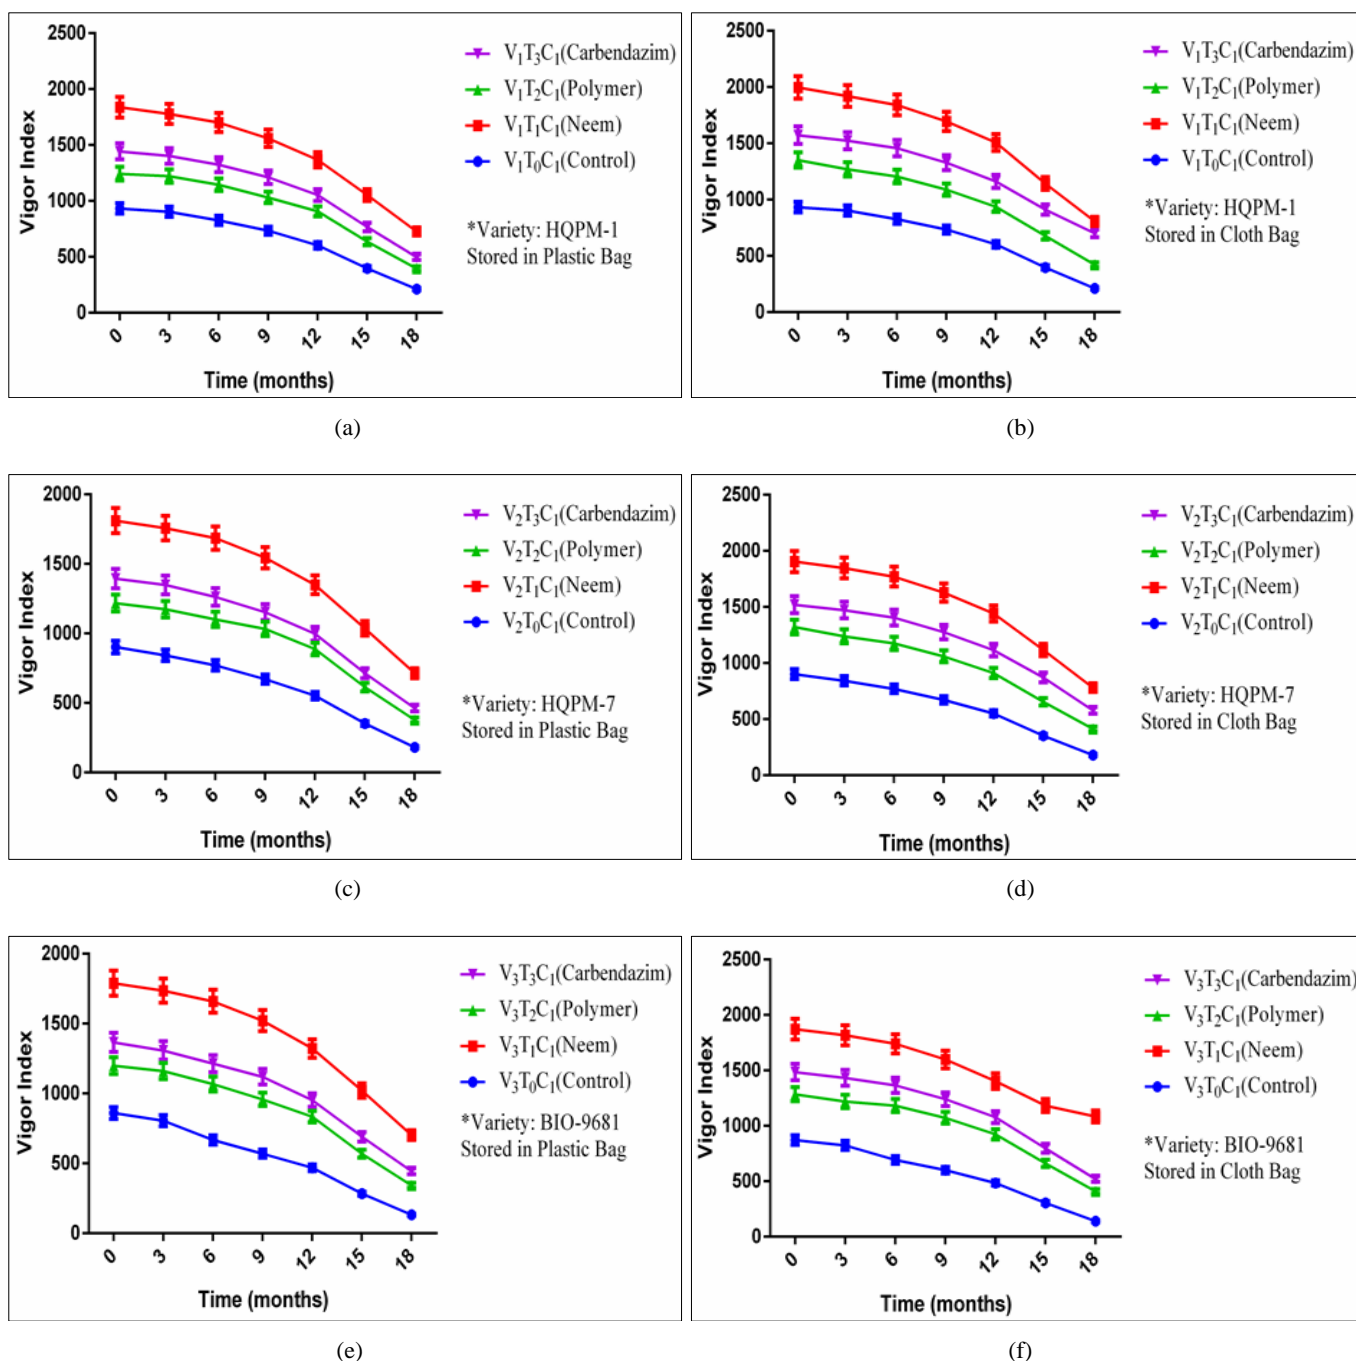 2500
2000
1500
1000
500
0
Vigor Index
0 3 6 9 12 15 18
Time (months)
V1T3C1(Carbendazim)
V1T2C1(Polymer)
V1T1C1(Neem)
V1T0C1(Control)
*Variety: HQPM-1
Stored in Plastic Bag
(a)
2500
2000
1500
1000
500
0
Vigor Index
0 3 6 9 12 15 18
Time (months)
V1T3C1(Carbendazim)
V1T2C1(Polymer)
V1T1C1(Neem)
V1T0C1(Control)
*Variety: HQPM-1
Stored in Cloth Bag
(b)
2000
1500
1000
500
0
Vigor Index
0 3 6 9 12 15 18
Time (months)
V2T3C1(Carbendazim)
V2T2C1(Polymer)
V2T1C1(Neem)
V2T0C1(Control)
*Variety: HQPM-7
Stored in Plastic Bag
(c)
2500
2000
1500
1000
500
0
Vigor Index
0 3 6 9 12 15 18
Time (months)
V2T3C1(Carbendazim)
V2T2C1(Polymer)
V2T1C1(Neem)
V2T0C1(Control)
*Variety: HQPM-7
Stored in Cloth Bag
(d)
2000
1500
1000
500
0
Vigor Index
0 3 6 9 12 15 18
Time (months)
V3T3C1(Carbendazim)
V3T2C1(Polymer)
V3T1C1(Neem)
V3T0C1(Control)
*Variety: BIO-9681
Stored in Plastic Bag
(e)
2500
2000
1500
1000
500
0
Vigor Index
0 3 6 9 12 15 18
Time (months)
V3T3C1(Carbendazim)
V3T2C1(Polymer)
V3T1C1(Neem)
V3T0C1(Control)
*Variety: BIO-9681
Stored in Cloth Bag
(f)